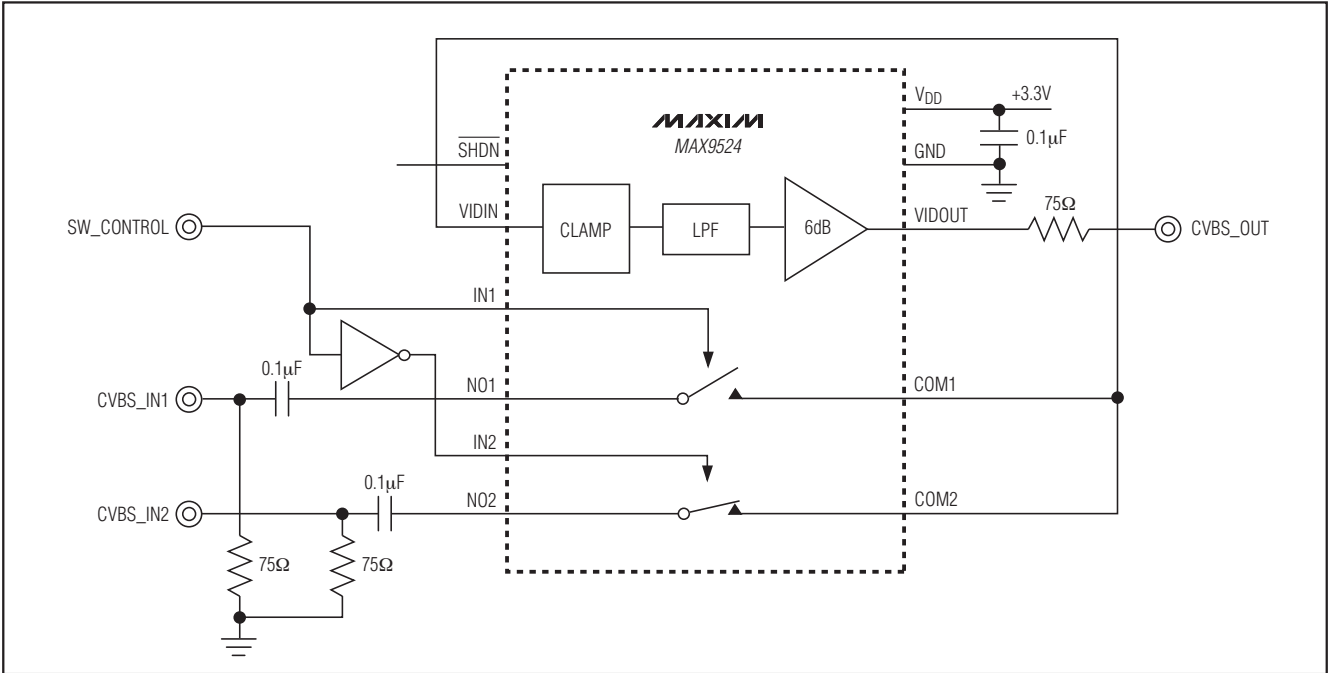 VDD
+3.3V
MAXIM
MAX9524
0.1µF
SHDN
GND
75Ω
VIDIN
VIDOUT
SW_CONTROL
CLAMP
LPF
6dB
CVBS_OUT
IN1
0.1µF
NO1
COM1
CVBS_IN1
IN2
0.1µF
NO2
COM2
CVBS_IN2
75Ω
75Ω